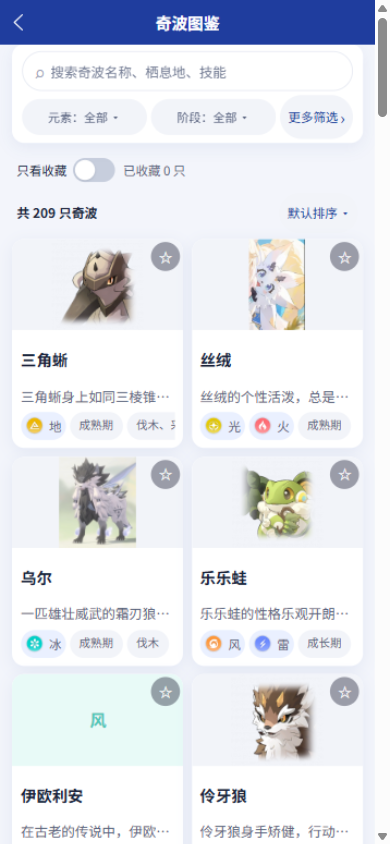 奇波图鉴
搜索奇波名称、栖息地、技能
元素：全部
阶段：全部
更多筛选 ›
只看收藏 已收藏 0 只
共 209 只奇波 默认排序
三角蜥
三角蜥身上如同三棱锥…
地 成熟期 伐木、
丝绒
丝绒的个性活泼，总是…
光 火 成熟期
乌尔
一匹雄壮威武的霜刃狼…
冰 成熟期 伐木
乐乐蛙
乐乐蛙的性格乐观开朗…
风 雷 成长期
风
伊欧利安
在古老的传说中，伊欧…
伶牙狼
伶牙狼身手矫健，行动…